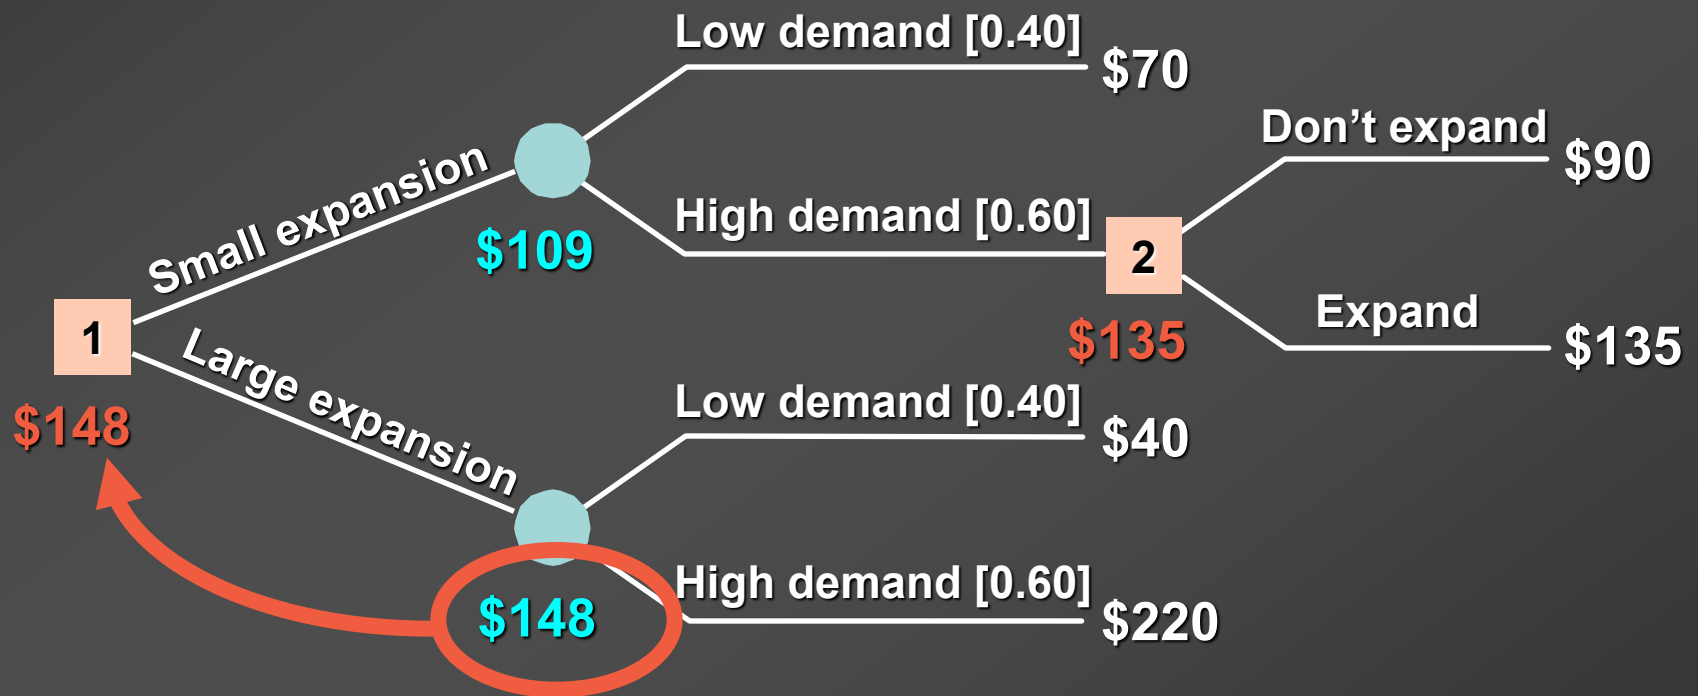 Low demand [0.40]
$70
Don’t expand
$90
Small expansion
High demand [0.60]
$109
2
Expand
$135
$135
1
Large expansion
$148
Low demand [0.40]
$40
High demand [0.60]
$148
$220